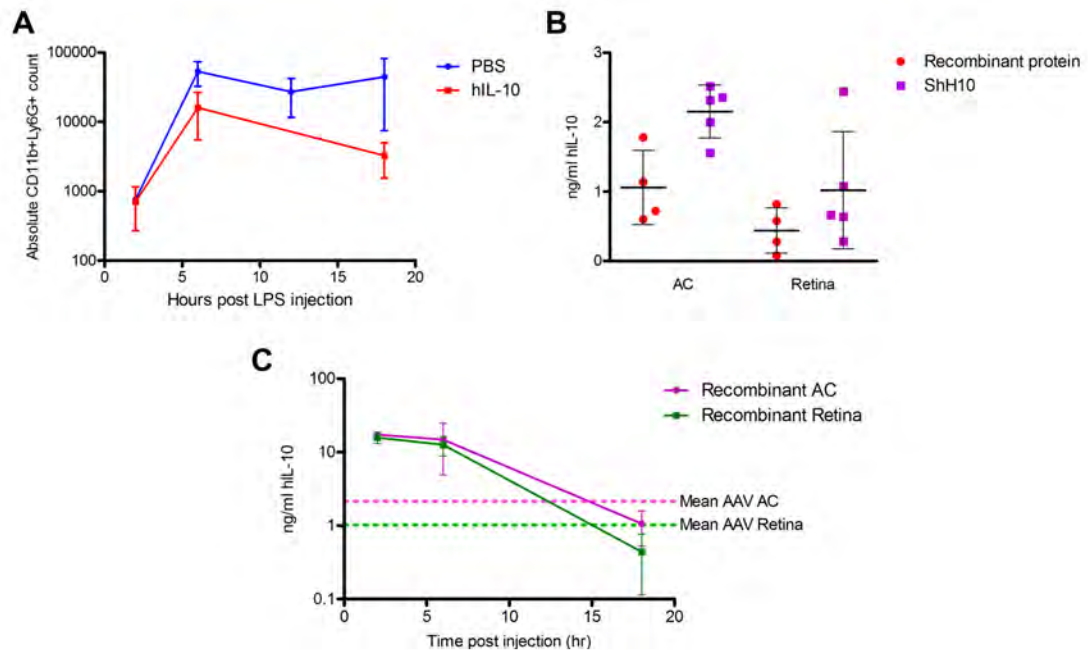 A
Absolute CD11b+Ly6G+ count
100000
10000
1000
100
0
5
10
15
20
Hours post LPS injection
PBS
hIL-10
B
ng/ml hIL-10
3
2
1
0
AC
Retina
Recombinant protein
ShH10
C
ng/ml hIL-10
100
10
1
0.1
0
5
10
15
20
Time post injection (hr)
Recombinant AC
Recombinant Retina
Mean AAV AC
Mean AAV Retina